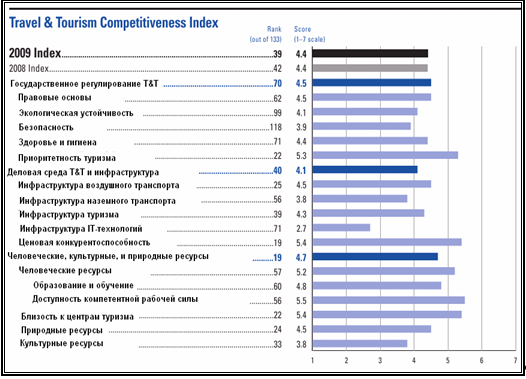 Travel & Tourism Competitiveness Index
Rank Score
(out of 133) (1–7 scale)
2009 Index 39 4.4
2008 Index 42 4.4
Государственное регулирование Т&Т 70 4.5
Правовые основы 62 4.5
Экологическая устойчивость 99 4.1
Безопасность 118 3.9
Здоровье и гигиена 71 4.4
Приоритетность туризма 22 5.3
Деловая среда Т&Т и инфраструктура 40 4.1
Инфраструктура воздушного транспорта 25 4.5
Инфраструктура наземного транспорта 56 3.8
Инфраструктура туризма 39 4.3
Инфраструктура IT-технологий 71 2.7
Ценовая конкурентоспособность 19 5.4
Человеческие, культурные, и природные ресурсы 19 4.7
Человеческие ресурсы 57 5.2
Образование и обучение 60 4.8
Доступность компетентной рабочей силы 56 5.5
Близость к центрам туризма 22 5.4
Природные ресурсы 24 4.5
Культурные ресурсы 33 3.8
1 2 3 4 5 6 7